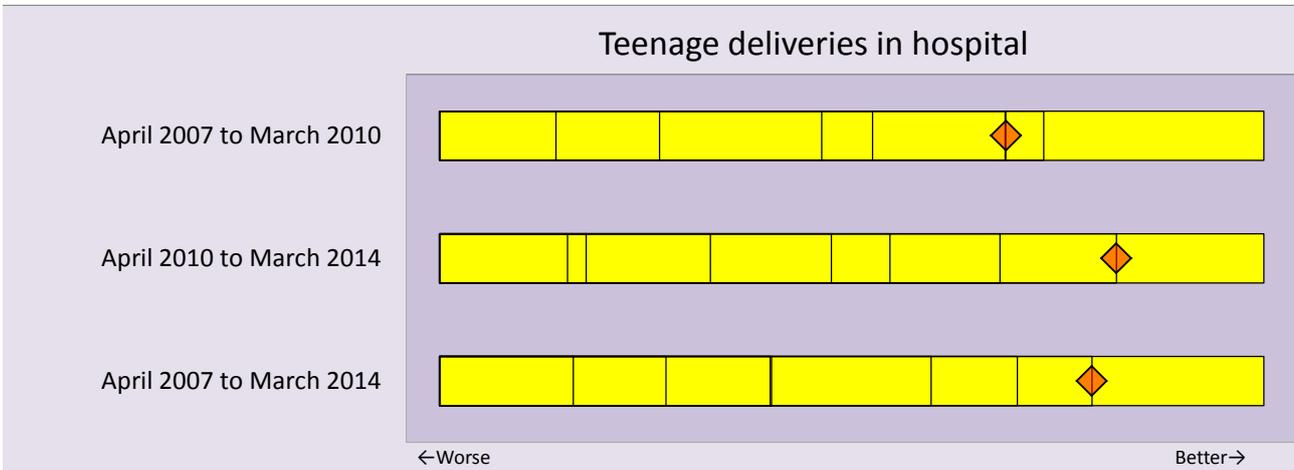 Teenage deliveries in hospital
April 2007 to March 2010
April 2010 to March 2014
April 2007 to March 2014
←Worse
Better→